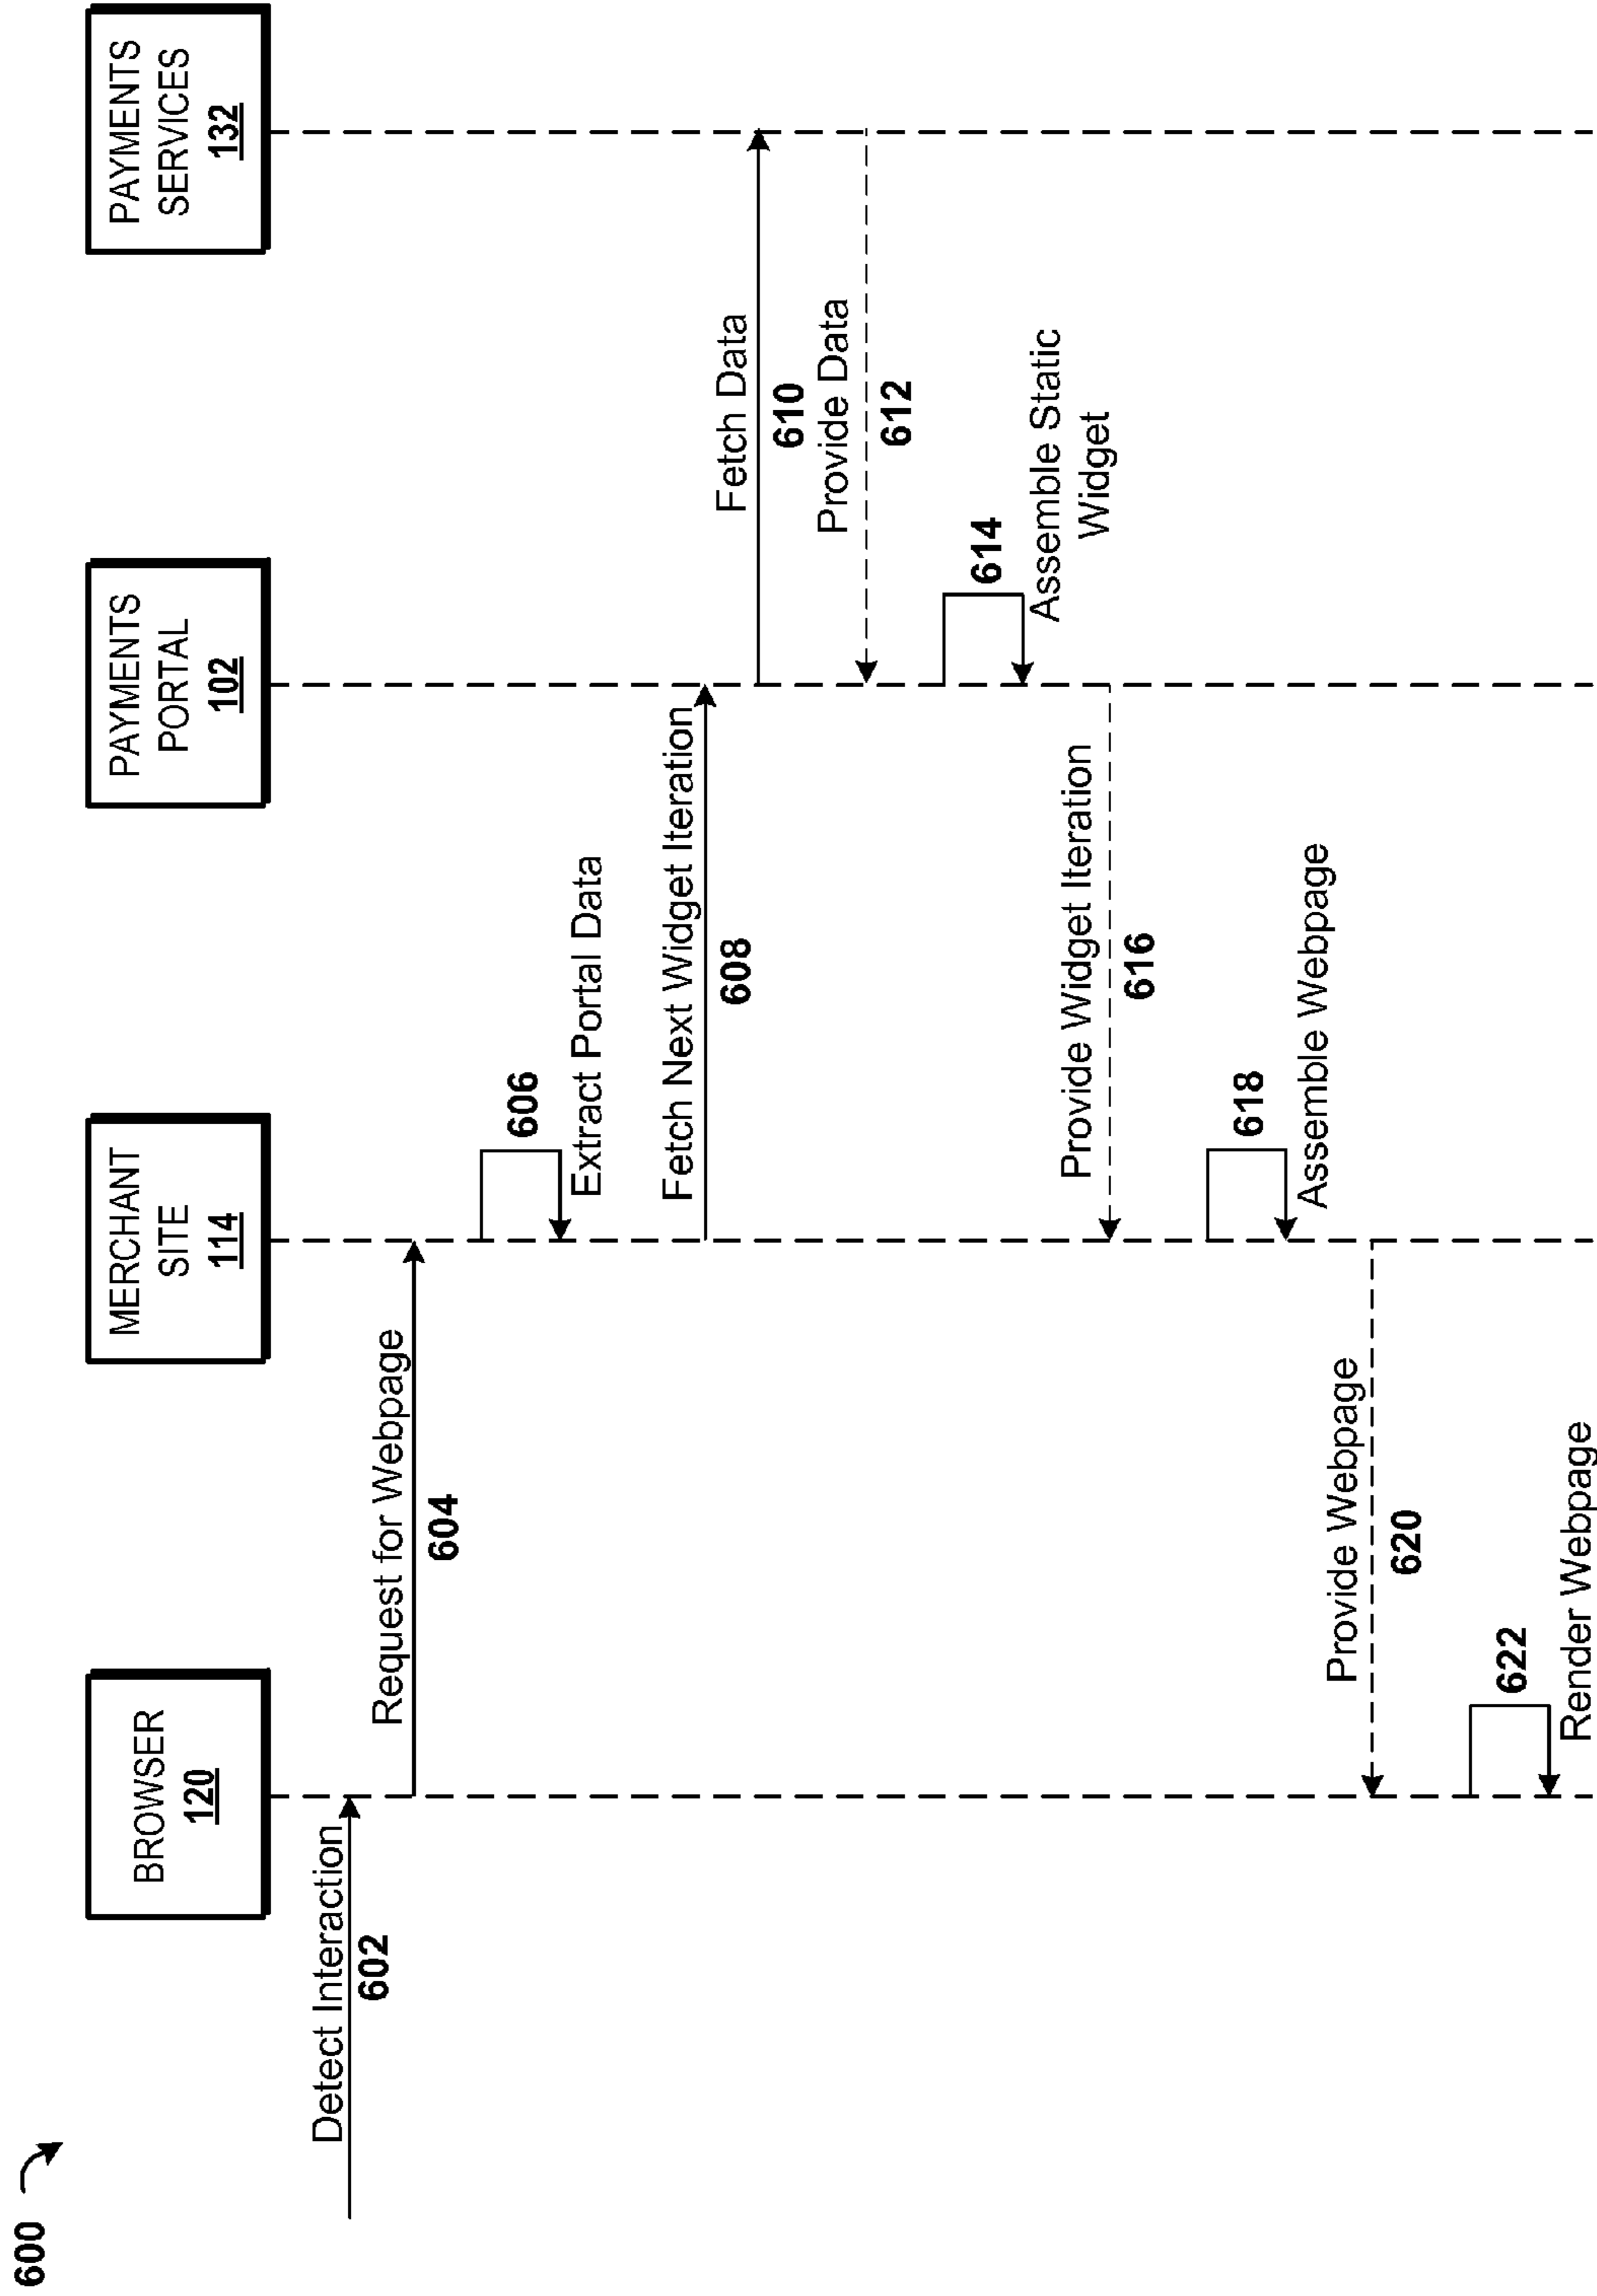 600
BROWSER
120
MERCHANT
SITE
114
PAYMENTS
PORTAL
102
PAYMENTS
SERVICES
132
Detect Interaction
602
Request for Webpage
604
606
Extract Portal Data
Fetch Next Widget Iteration
608
Fetch Data
610
Provide Data
612
614
Assemble Static
Widget
Provide Widget Iteration
616
618
Assemble Webpage
Provide Webpage
620
622
Render Webpage